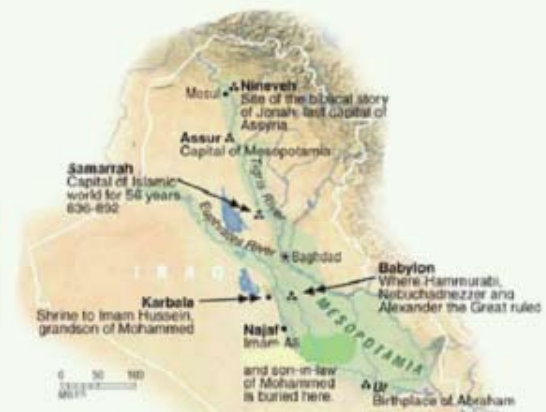 Nineveh
Mosul
Site of the biblical story
of Jonah; last capital of
Assyria
Assur
Capital of Mesopotamia
Samarrah
Capital of Islamic
world for 56 years
836-892
Tigris River
Euphrates River
Baghdad
IRAQ
Babylon
Where Hammurabi,
Nebuchadnezzer and
Alexander the Great ruled
Karbala
Shrine to Imam Hussein,
grandson of Mohammed
MESOPOTAMIA
Najaf
Imam Ali
and son-in-law
of Mohammed
is buried here.
0 50 100
Ur
Birthplace of Abraham